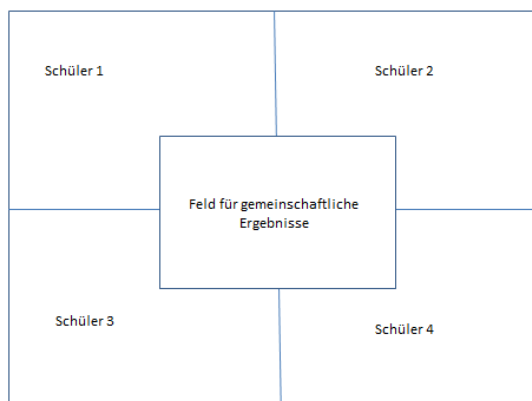 Schüler 1
Schüler 2
Feld für gemeinschaftliche
Ergebnisse
Schüler 3
Schüler 4